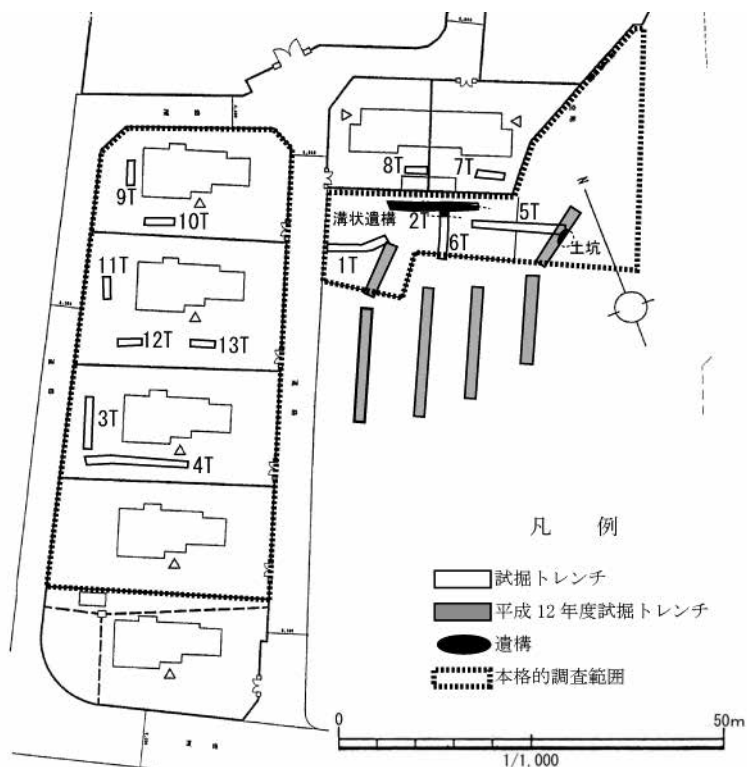 8T
7T
9T
10T
溝状遺構
2T
5T
土坑
1T
6T
N
11T
12T
13T
3T
4T
凡 例
試掘トレンチ
平成 12 年度試掘トレンチ
遺構
本格的調査範囲
0
50m
1/1,000